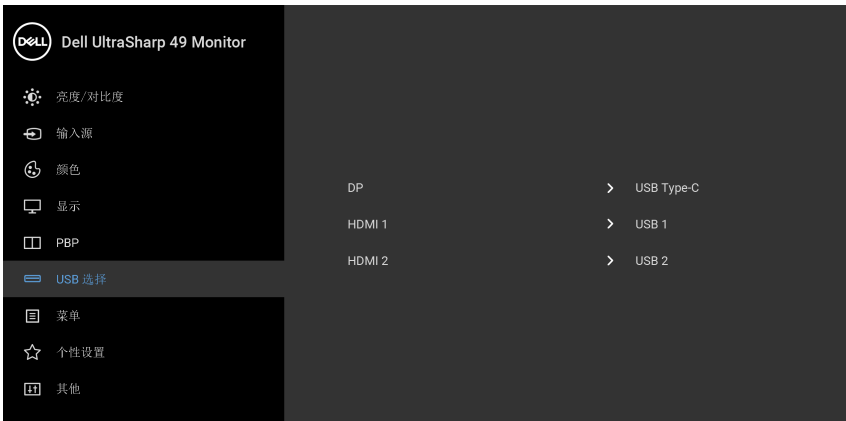 DELL Dell UltraSharp 49 Monitor
亮度/对比度
输入源
颜色
显示
PBP
USB 选择
菜单
个性设置
其他
DP > USB Type-C
HDMI 1 > USB 1
HDMI 2 > USB 2